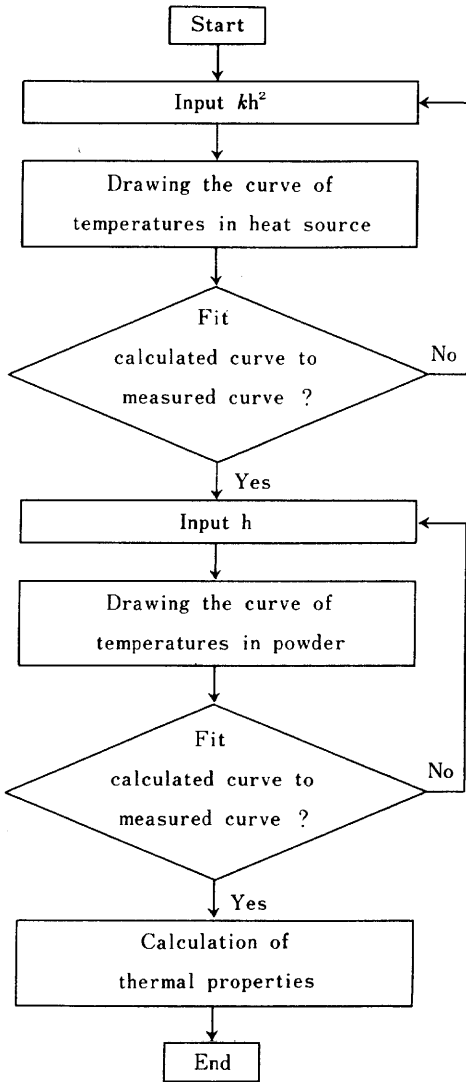 Start
Input kh²
Drawing the curve of
temperatures in heat source
Fit
calculated curve to
measured curve ?
No
Yes
Input h
Drawing the curve of
temperatures in powder
Fit
calculated curve to
measured curve ?
No
Yes
Calculation of
thermal properties
End